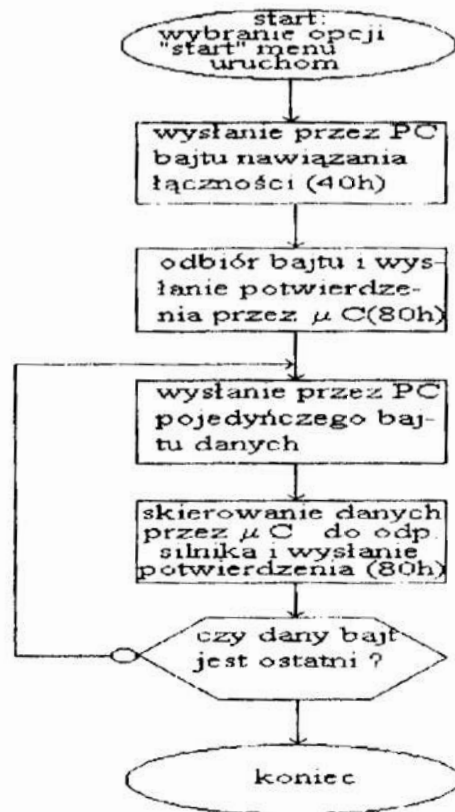 start:
wybranie opcji
"start" menu
uruchom
wysłanie przez PC
bajtu nawiązania
łączności (40h)
odbiór bajtu i wys-
łanie potwierdze-
nia przez μ C(80h)
wysłanie przez PC
pojedyńczego baj-
tu danych
skierowanie danych
przez μ C do odp.
silnika i wysłanie
potwierdzenia (80h)
czy dany bajt
jest ostatni ?
koniec